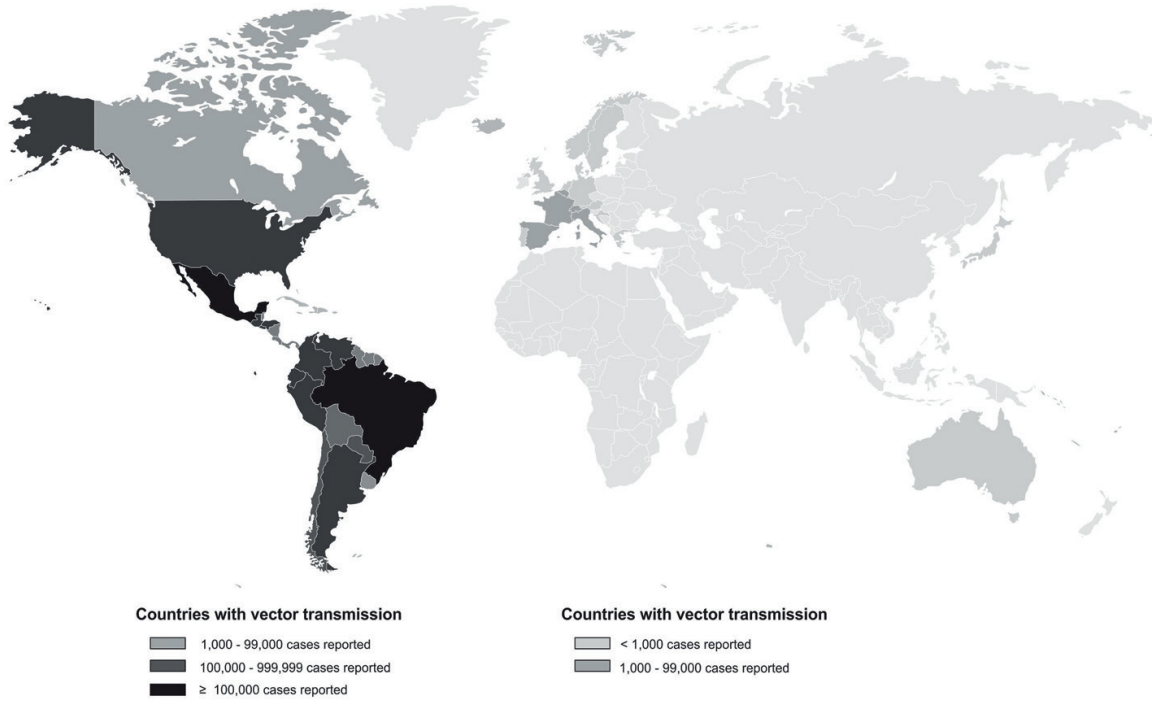 Countries with vector transmission
1,000 - 99,000 cases reported
100,000 - 999,999 cases reported
≥ 100,000 cases reported
Countries with vector transmission
< 1,000 cases reported
1,000 - 99,000 cases reported